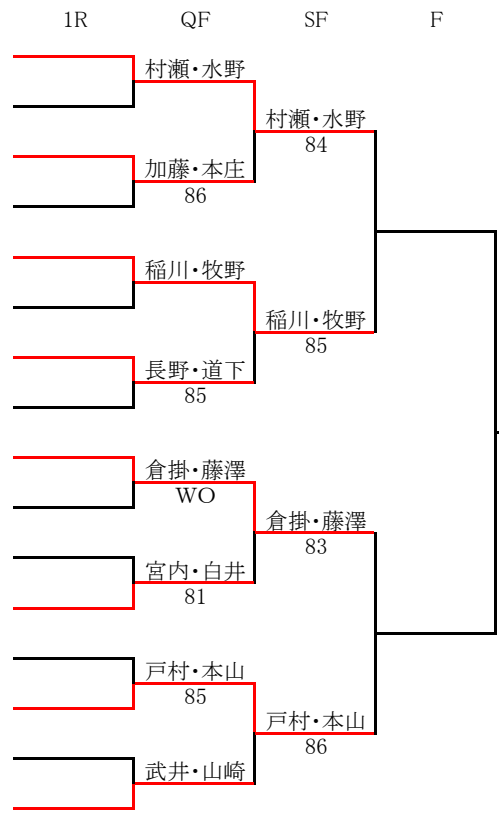 1R QF SF F
村瀬・水野
村瀬・水野
84
加藤・本庄
86
稲川・牧野
稲川・牧野
85
長野・道下
85
倉掛・藤澤
WO
倉掛・藤澤
83
宮内・白井
81
戸村・本山
85
戸村・本山
86
武井・山崎